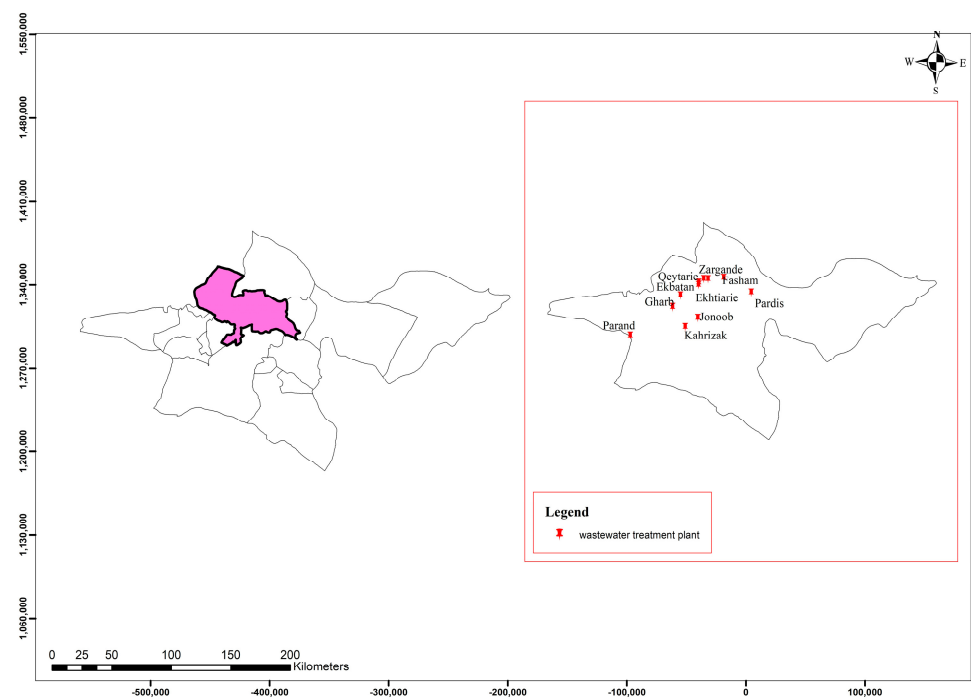 1,550,000
1,480,000
1,410,000
1,340,000
1,270,000
1,200,000
1,130,000
1,060,000
N
W E
S
Zargande
Qeytarie
Fasham
Ekbatan
Ekhtiarie
Gharb
Pardis
Jonoob
Parand
Kahrizak
Legend
wastewater treatment plant
0 25 50 100 150 200
Kilometers
-500,000 -400,000 -300,000 -200,000 -100,000 0 100,000